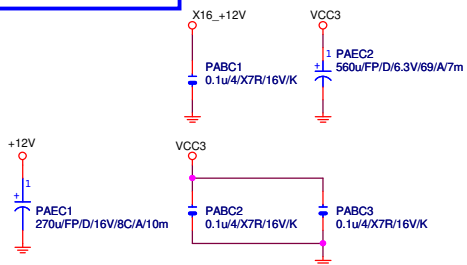 X16_+12V
VCC3
PABC1
0.1u/4/X7R/16V/K
1
PAEC2
+
560u/FP/D/6.3V/69/A/7m
+12V
VCC3
1
+
PAEC1
270u/FP/D/16V/8C/A/10m
PABC2
0.1u/4/X7R/16V/K
PABC3
0.1u/4/X7R/16V/K